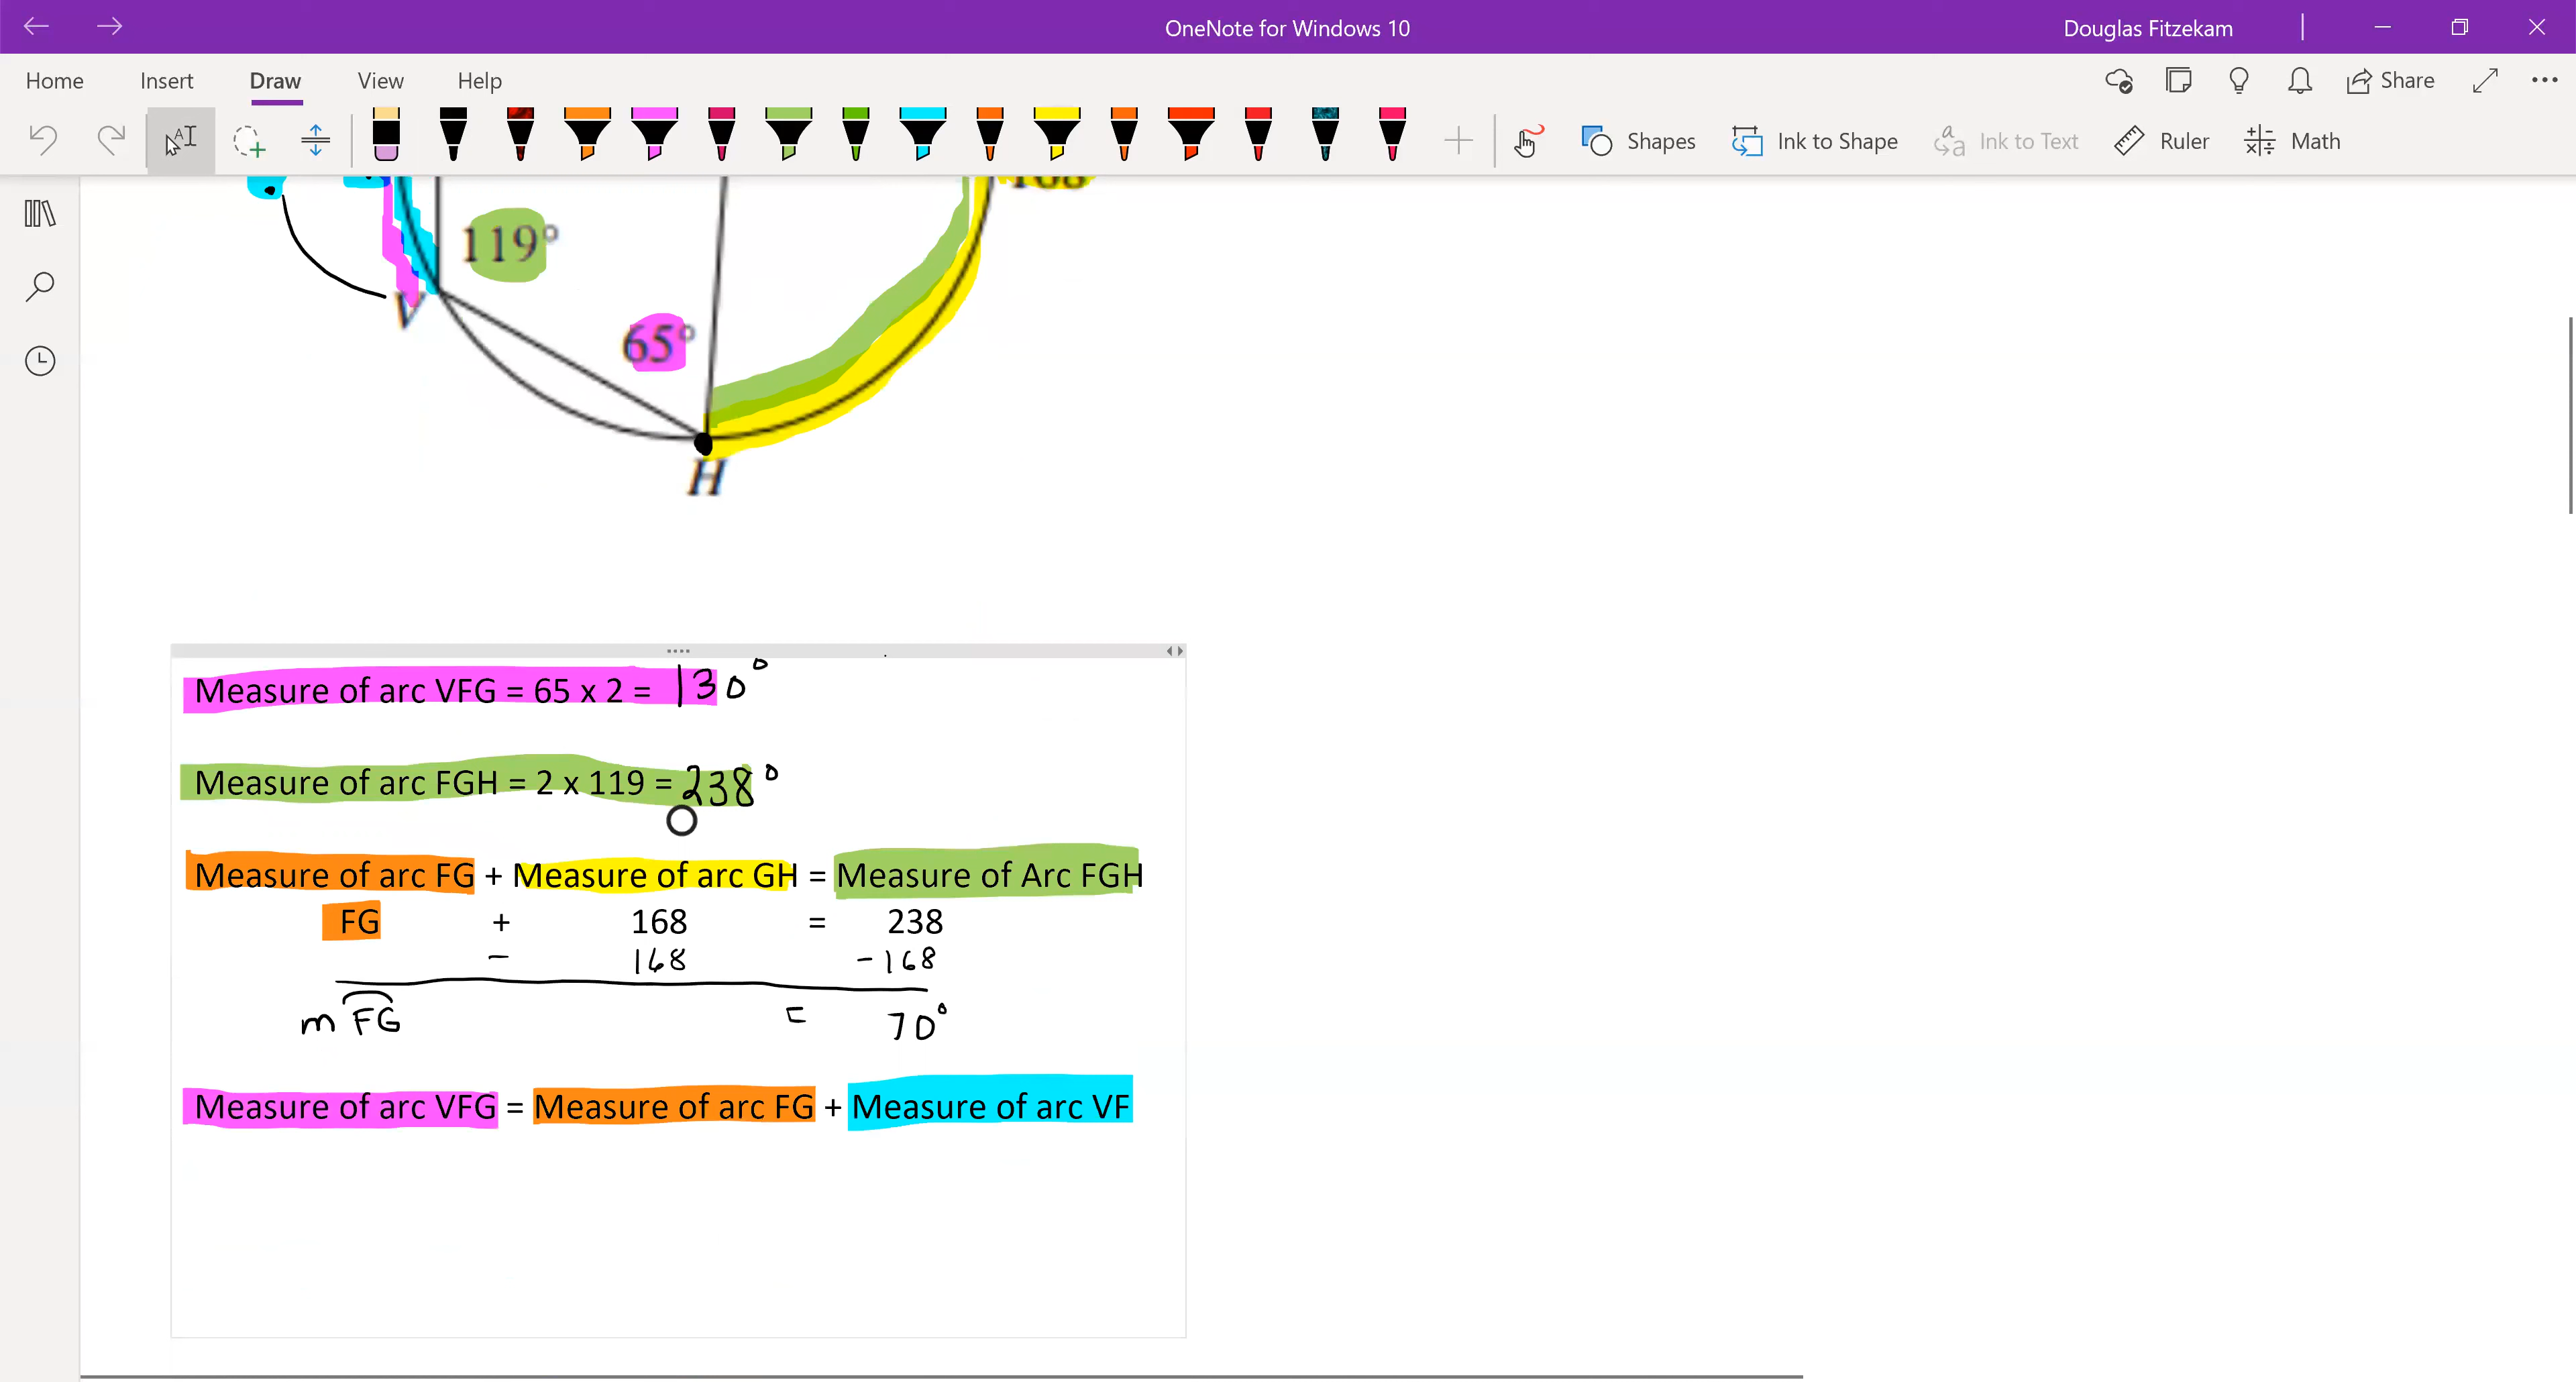 OneNote for Windows 10 Douglas Fitzekam
Home Insert Draw View Help Share
Shapes Ink to Shape Ink to Text Ruler Math
168
119°
V
65°
H
Measure of arc VFG = 65 x 2 = 130°
Measure of arc FGH = 2 x 119 = 238°
Measure of arc FG + Measure of arc GH = Measure of Arc FGH
FG + 168 = 238
- 168 -168
m FG = 70°
Measure of arc VFG = Measure of arc FG + Measure of arc VF